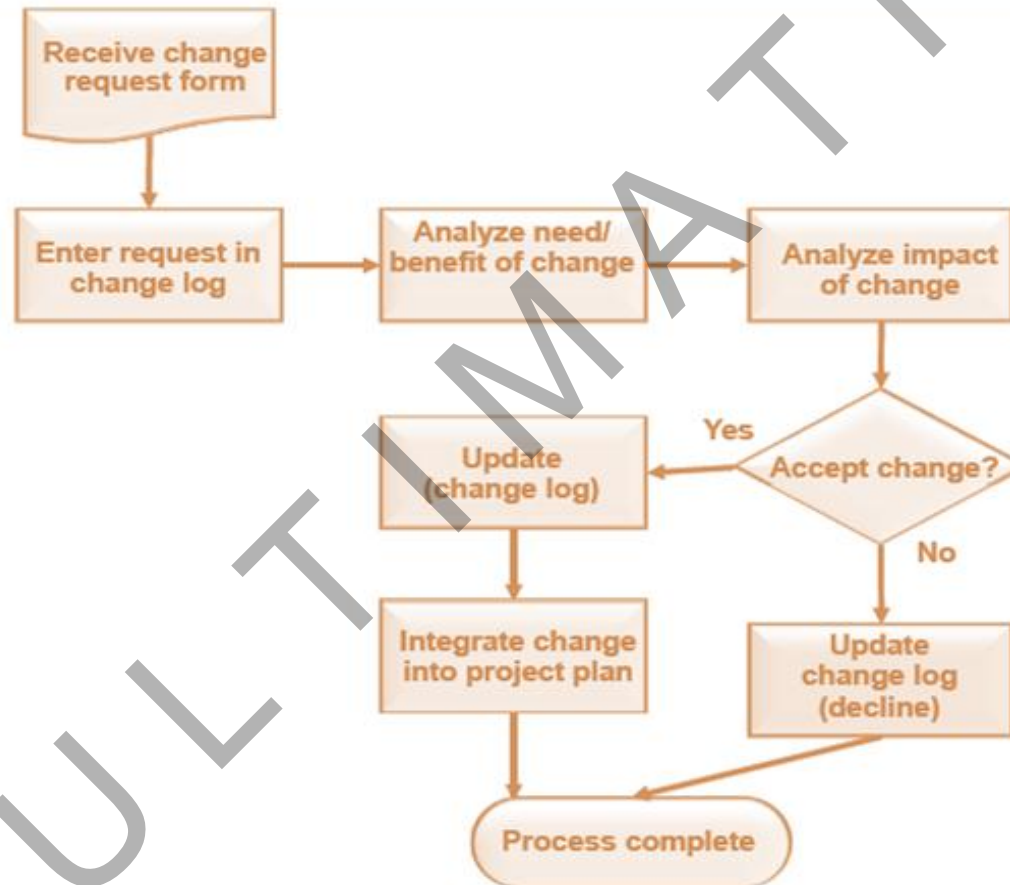 Receive change
request form
Enter request in
change log
Analyze need/
benefit of change
Analyze impact
of change
Accept change?
Yes
No
Update
(change log)
Integrate change
into project plan
Update
change log
(decline)
Process complete
ULTIMATI